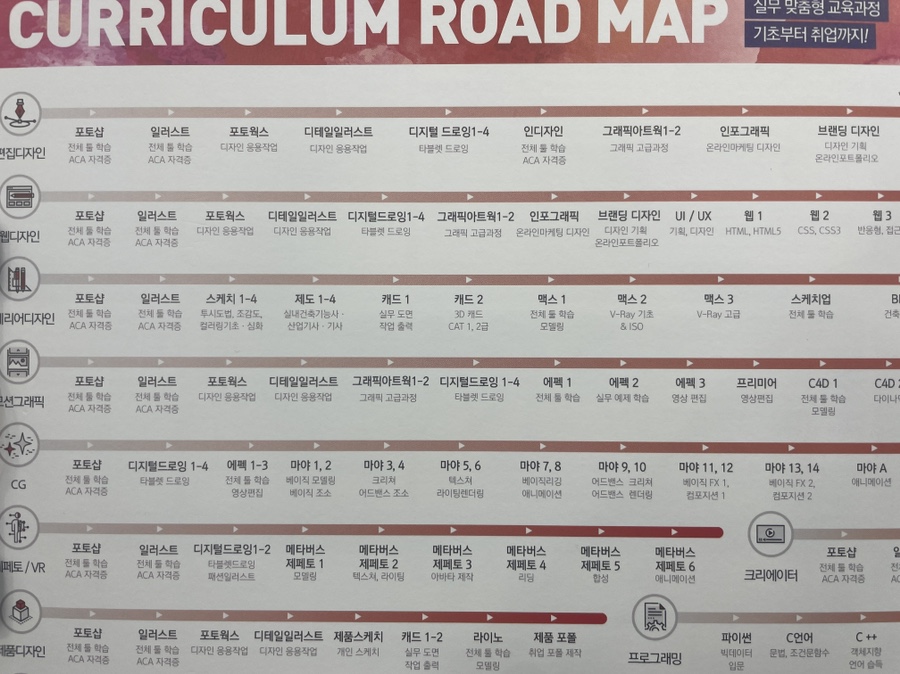 CURRICULUM ROAD MAP
실무 맞춤형 교육과정
기초부터 취업까지!
편집디자인
포토샵 일러스트 포토웍스 디테일일러스트 디지털 드로잉1-4 인디자인 그래픽아트웍1-2 인포그래픽 브랜딩 디자인
전체 툴 학습 전체 툴 학습 디자인 응용작업 디자인 응용작업 타블렛 드로잉 전체 툴 학습 그래픽 고급과정 온라인마케팅 디자인 디자인 기획
ACA 자격증 ACA 자격증 ACA 자격증 온라인포트폴리오
웹디자인
포토샵 일러스트 포토웍스 디테일일러스트 디지털드로잉1-4 그래픽아트웍1-2 인포그래픽 브랜딩 디자인 UI / UX 웹 1 웹 2 웹 3
전체 툴 학습 전체 툴 학습 디자인 응용작업 디자인 응용작업 타블렛 드로잉 그래픽 고급과정 온라인마케팅 디자인 디자인 기획 기획, 디자인 HTML, HTML5 CSS, CSS3 반응형,
ACA 자격증 ACA 자격증 온라인포트폴리오
테리어디자인
포토샵 일러스트 스케치 1-4 제도 1-4 캐드 1 캐드 2 맥스 1 맥스 2 맥스 3 스케치업
전체 툴 학습 전체 툴 학습 투시도법, 조감도, 실내건축기능사 · 실무 도면 3D 캐드 전체 툴 학습 V-Ray 기초 V-Ray 고급 전체 툴 학습
ACA 자격증 ACA 자격증 컬러링기초 · 심화 산업기사 · 기사 작업 출력 CAT 1, 2급 모델링 & ISO
모션그래픽
포토샵 일러스트 포토웍스 디테일일러스트 그래픽아트웍1-2 디지털드로잉 1-4 에펙 1 에펙 2 에펙 3 프리미어 C4D 1 C4D
전체 툴 학습 전체 툴 학습 디자인 응용작업 디자인 응용작업 그래픽 고급과정 타블렛 드로잉 전체 툴 학습 실무 예제 학습 영상 편집 영상편집 전체 툴 학습
ACA 자격증 ACA 자격증 모델링
CG
포토샵 디지털드로잉 1-4 에펙 1-3 마야 1, 2 마야 3, 4 마야 5, 6 마야 7, 8 마야 9, 10 마야 11, 12 마야 13, 14 마야 A
전체 툴 학습 타블렛 드로잉 전체 툴 학습 베이직 모델링 크리쳐 텍스쳐 베이직리깅 어드밴스 크리쳐 베이직 FX 1, 베이직 FX 2, 애니메이션
ACA 자격증 영상편집 베이직 조소 어드밴스 조소 라이팅렌더링 애니메이션 어드밴스 렌더링 컴포지션 1 컴포지션 2
제페토 / VR
포토샵 일러스트 디지털드로잉1-2 메타버스 메타버스 메타버스 메타버스 메타버스 메타버스
전체 툴 학습 전체 툴 학습 타블렛드로잉 제페토 1 제페토 2 제페토 3 제페토 4 제페토 5 제페토 6
ACA 자격증 ACA 자격증 패션일러스트 모델링 텍스쳐, 라이팅 아바타 제작 리깅 합성 애니메이션
크리에이터
포토샵
전체 툴 학습
ACA 자격증
제품디자인
포토샵 일러스트 포토웍스 디테일일러스트 제품스케치 캐드 1-2 라이노 제품 포폴
전체 툴 학습 전체 툴 학습 디자인 응용작업 디자인 응용작업 개인 스케치 실무 도면 전체 툴 학습 취업 포폴 제작
ACA 자격증 ACA 자격증 작업 출력 모델링
프로그래밍
파이썬 C언어 C ++
빅데이터 문법, 조건문함수 객체지향
입문 언어 습득